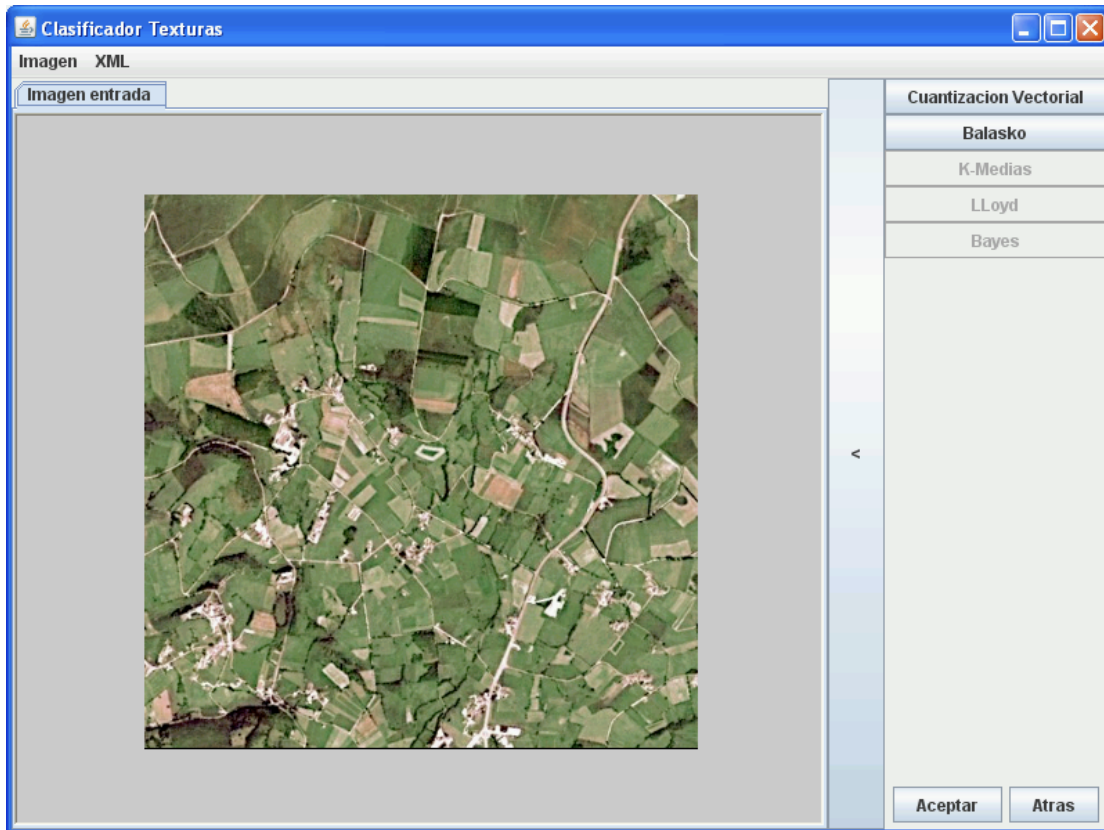 Clasificador Texturas
Imagen XML
Imagen entrada
Cuantizacion Vectorial
Balasko
K-Medias
LLoyd
Bayes
<
Aceptar Atras